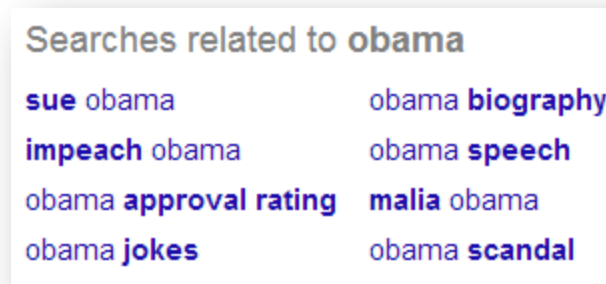 Searches related to obama
sue obama
impeach obama
obama approval rating
obama jokes
obama biography
obama speech
malia obama
obama scandal